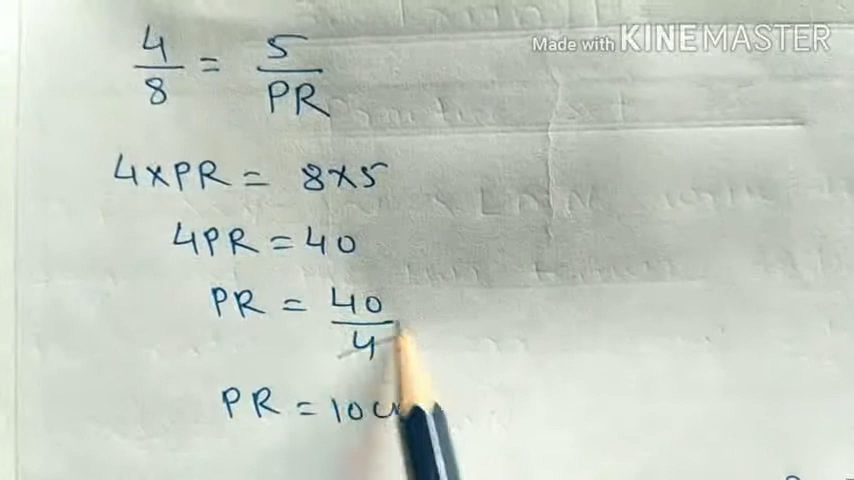 Made with KINEMASTER
4/8 = 5/PR
4×PR = 8×5
4PR = 40
PR = 40/4
PR = 10